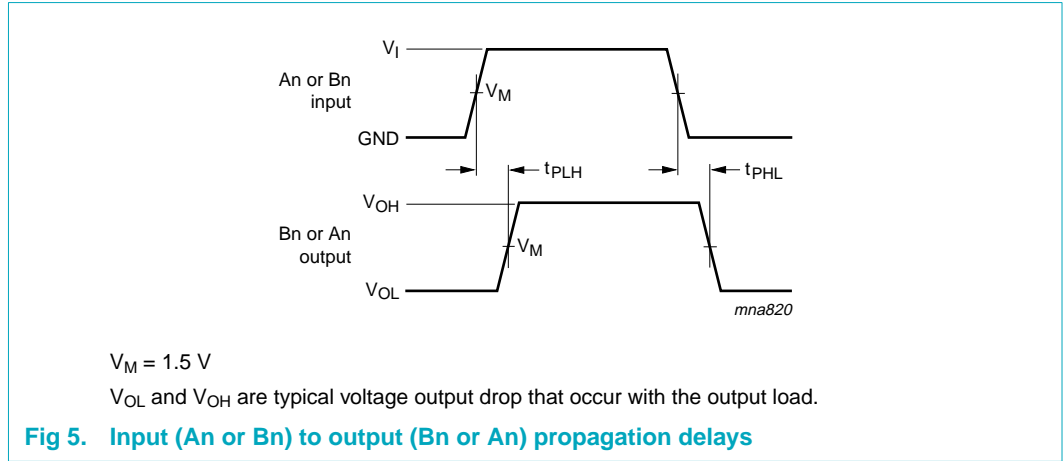 VI
An or Bn
input
VM
GND
tPLH
tPHL
VOH
Bn or An
output
VM
VOL
mna820
VM = 1.5 V
VOL and VOH are typical voltage output drop that occur with the output load.
Fig 5. Input (An or Bn) to output (Bn or An) propagation delays